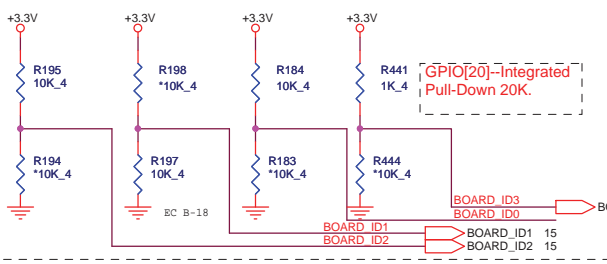 +3.3V +3.3V +3.3V +3.3V
R195 R198 R184 R441 GPIO[20]--Integrated
10K_4 *10K_4 10K_4 1K_4 Pull-Down 20K.
R194 R197 R183 R444
*10K_4 10K_4 *10K_4 *10K_4
BOARD_ID3
EC B-18 BOARD_ID0
BOARD_ID1 BOARD_ID1 15
BOARD_ID2 BOARD_ID2 15